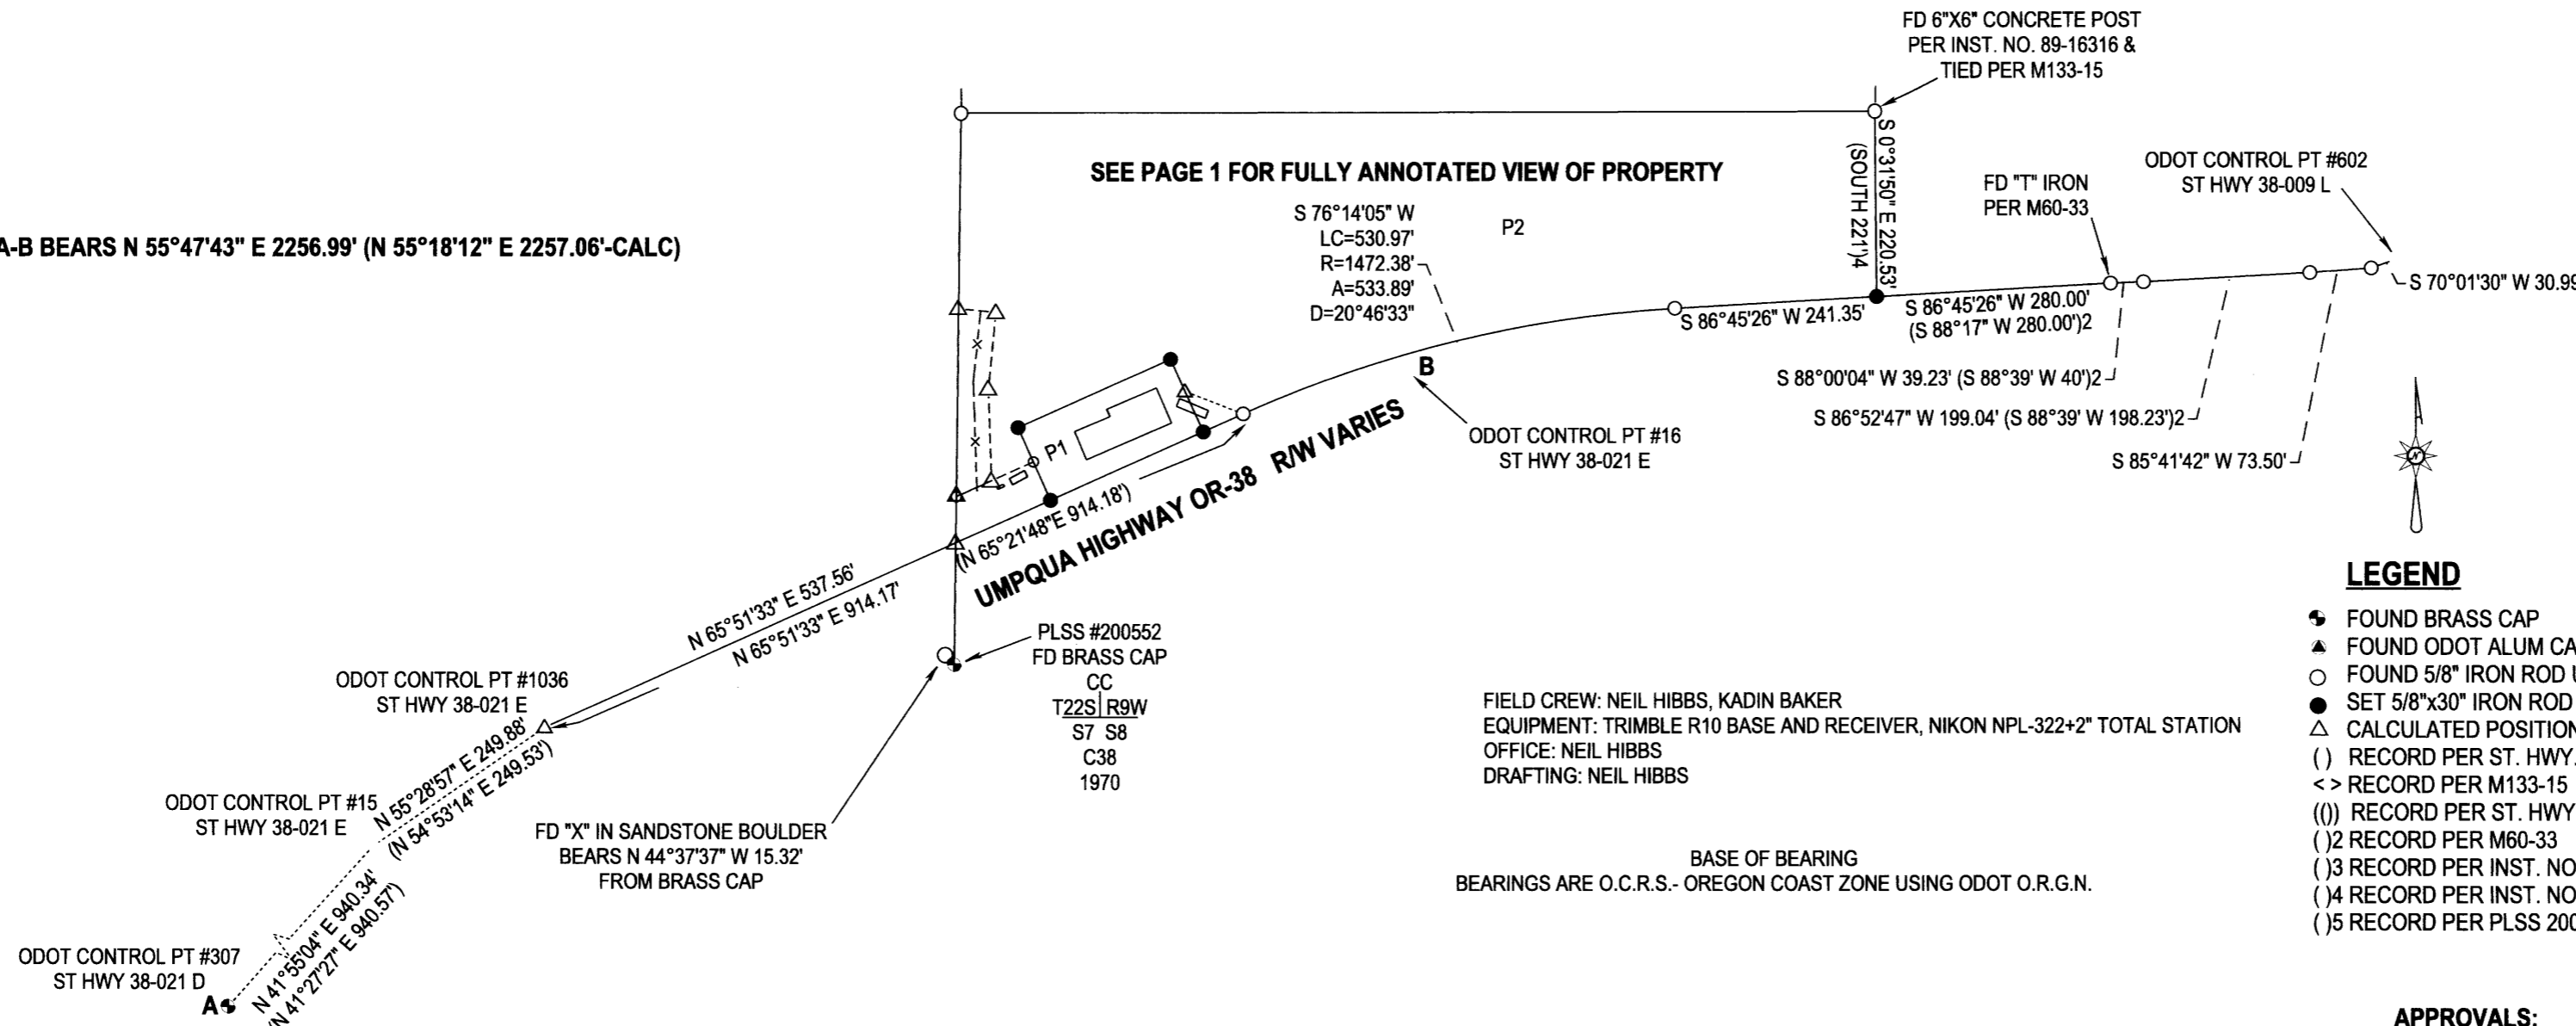 FD 6"X6" CONCRETE POST
PER INST. NO. 89-16316 &
TIED PER M133-15
SEE PAGE 1 FOR FULLY ANNOTATED VIEW OF PROPERTY
S 0°31'50" E 220.53'
(SOUTH 221')4
ODOT CONTROL PT #602
ST HWY 38-009 L
FD "T" IRON
PER M60-33
S 76°14'05" W
LC=530.97'
R=1472.38'
A=533.89'
D=20°46'33"
P2
A-B BEARS N 55°47'43" E 2256.99' (N 55°18'12" E 2257.06'-CALC)
S 70°01'30" W 30.99
S 86°45'26" W 241.35'
S 86°45'26" W 280.00'
(S 88°17" W 280.00')2
B
S 88°00'04" W 39.23' (S 88°39' W 40')2
S 86°52'47" W 199.04' (S 88°39' W 198.23')2
S 85°41'42" W 73.50'
ODOT CONTROL PT #16
ST HWY 38-021 E
P1
(N 65°21'48"E 914.18')
UMPQUA HIGHWAY OR-38 R/W VARIES
N 65°51'33" E 537.56'
N 65°51'33" E 914.17'
N
PLSS #200552
FD BRASS CAP
CC
T22S R9W
S7 S8
C38
1970
ODOT CONTROL PT #1036
ST HWY 38-021 E
N 55°28'57" E 249.88'
(N 54°53'14" E 249.53')
ODOT CONTROL PT #15
ST HWY 38-021 E
FD "X" IN SANDSTONE BOULDER
BEARS N 44°37'37" W 15.32'
FROM BRASS CAP
N 41°55'04" E 940.34'
(N 41°27'27" E 940.57')
ODOT CONTROL PT #307
ST HWY 38-021 D
A
FIELD CREW: NEIL HIBBS, KADIN BAKER
EQUIPMENT: TRIMBLE R10 BASE AND RECEIVER, NIKON NPL-322+2" TOTAL STATION
OFFICE: NEIL HIBBS
DRAFTING: NEIL HIBBS
BASE OF BEARING
BEARINGS ARE O.C.R.S.- OREGON COAST ZONE USING ODOT O.R.G.N.
LEGEND
FOUND BRASS CAP
FOUND ODOT ALUM CA
FOUND 5/8" IRON ROD
SET 5/8"x30" IRON ROD
CALCULATED POSITION
( ) RECORD PER ST. HWY.
< > RECORD PER M133-15
(()) RECORD PER ST. HWY
( )2 RECORD PER M60-33
( )3 RECORD PER INST. NO
( )4 RECORD PER INST. NO
( )5 RECORD PER PLSS 200
APPROVALS: